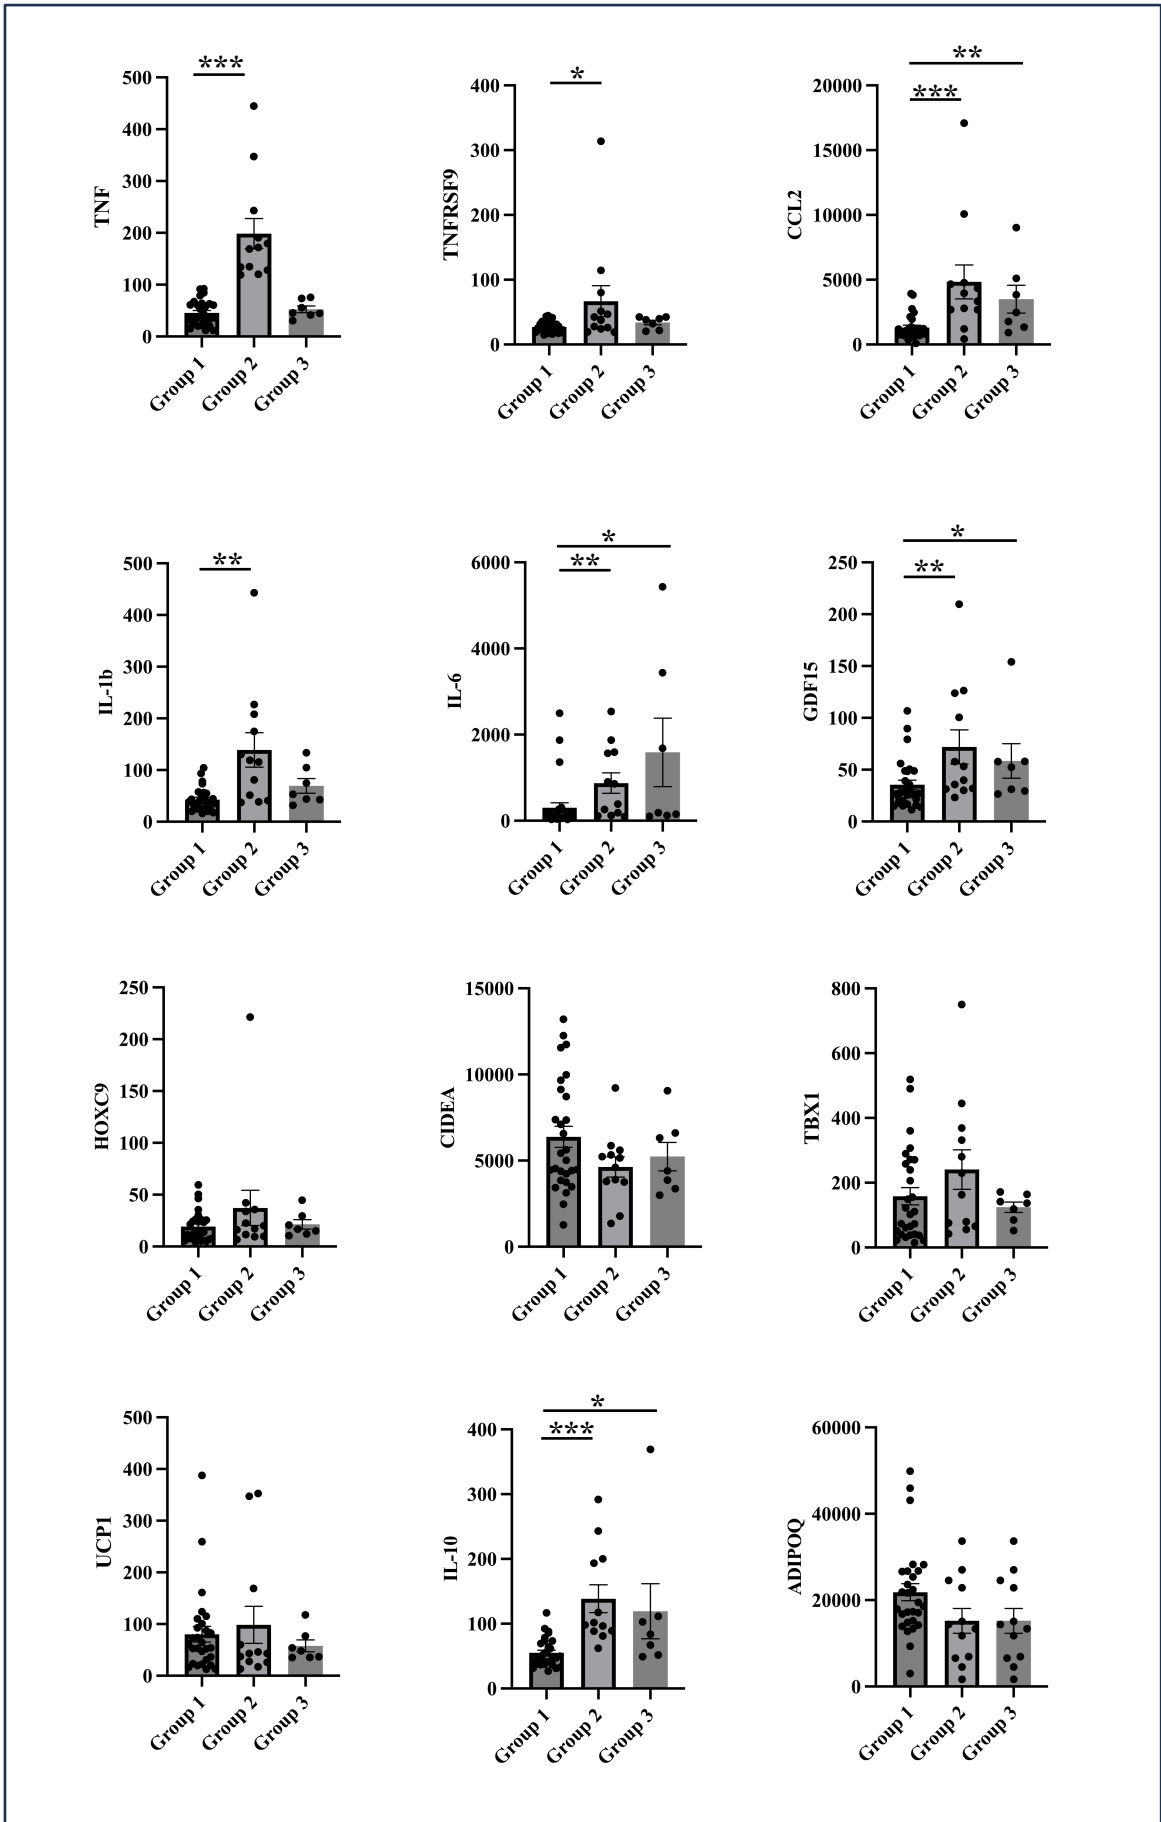 ***
500
400
300
200
100
0
TNF
Group 1
Group 2
Group 3
*
400
300
200
100
0
TNFRSF9
Group 1
Group 2
Group 3
**
***
20000
15000
10000
5000
0
CCL2
Group 1
Group 2
Group 3
**
500
400
300
200
100
0
IL-1b
Group 1
Group 2
Group 3
*
**
6000
4000
2000
0
IL-6
Group 1
Group 2
Group 3
*
**
250
200
150
100
50
0
GDF15
Group 1
Group 2
Group 3
250
200
150
100
50
0
HOXC9
Group 1
Group 2
Group 3
15000
10000
5000
0
CIDEA
Group 1
Group 2
Group 3
800
600
400
200
0
TBX1
Group 1
Group 2
Group 3
500
400
300
200
100
0
UCP1
Group 1
Group 2
Group 3
*
***
400
300
200
100
0
IL-10
Group 1
Group 2
Group 3
60000
40000
20000
0
ADIPOQ
Group 1
Group 2
Group 3